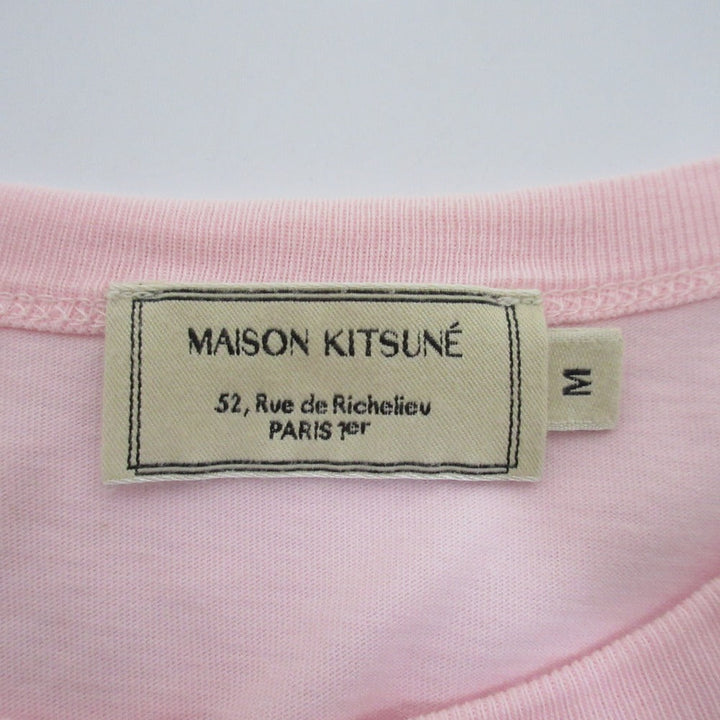 MAISON KITSUNÉ
52, Rue de Richelieu
PARIS 1er
M